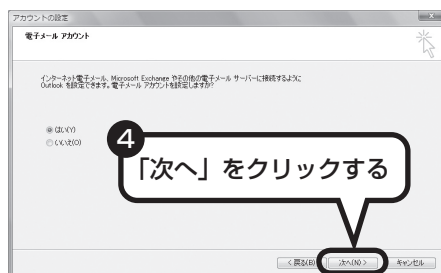 アカウントの設定
電子メール アカウント
インターネット電子メール、Microsoft Exchange やその他の電子メール サーバーに接続するように
Outlook を設定できます。電子メール アカウントを設定しますか?
はい(Y)
いいえ(O)
4
「次へ」をクリックする
< 戻る(B)
次へ(N) >
キャンセル